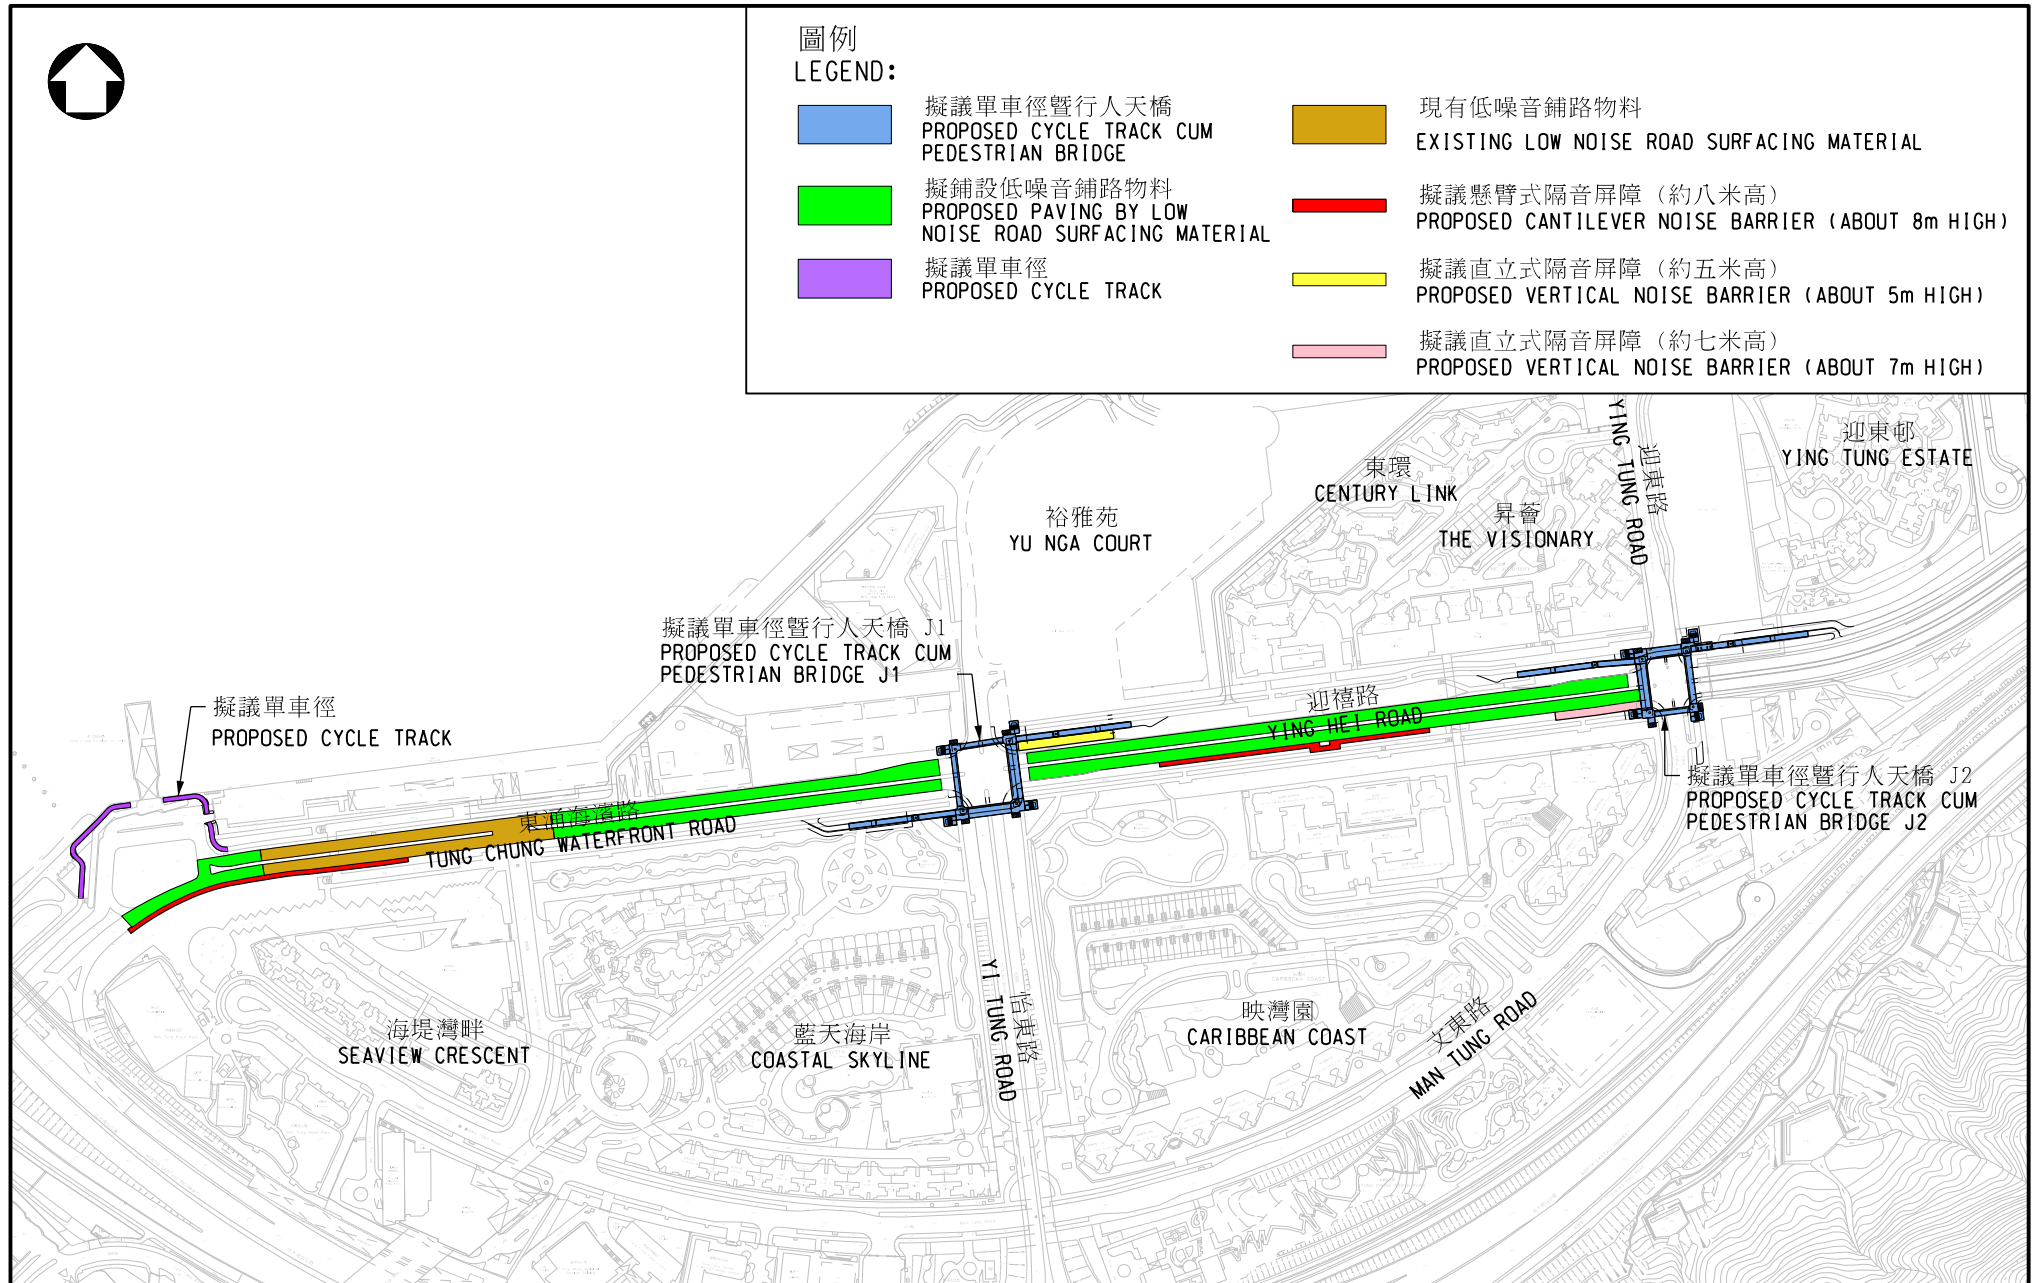 圖例
LEGEND:
擬議單車徑暨行人天橋
PROPOSED CYCLE TRACK CUM
PEDESTRIAN BRIDGE
擬鋪設低噪音鋪路物料
PROPOSED PAVING BY LOW
NOISE ROAD SURFACING MATERIAL
擬議單車徑
PROPOSED CYCLE TRACK
現有低噪音鋪路物料
EXISTING LOW NOISE ROAD SURFACING MATERIAL
擬議懸臂式隔音屏障 (約八米高)
PROPOSED CANTILEVER NOISE BARRIER (ABOUT 8m HIGH)
擬議直立式隔音屏障 (約五米高)
PROPOSED VERTICAL NOISE BARRIER (ABOUT 5m HIGH)
擬議直立式隔音屏障 (約七米高)
PROPOSED VERTICAL NOISE BARRIER (ABOUT 7m HIGH)
迎東邨
YING TUNG ESTATE
迎東路
YING TUNG ROAD
東環
CENTURY LINK
昇薈
THE VISIONARY
裕雅苑
YU NGA COURT
擬議單車徑暨行人天橋 J1
PROPOSED CYCLE TRACK CUM
PEDESTRIAN BRIDGE J1
擬議單車徑
PROPOSED CYCLE TRACK
迎禧路
YING HEI ROAD
擬議單車徑暨行人天橋 J2
PROPOSED CYCLE TRACK CUM
PEDESTRIAN BRIDGE J2
東涌海濱路
TUNG CHUNG WATERFRONT ROAD
海堤灣畔
SEAVIEW CRESCENT
藍天海岸
COASTAL SKYLINE
怡東路
YI TUNG ROAD
映灣園
CARIBBEAN COAST
文東路
MAN TUNG ROAD